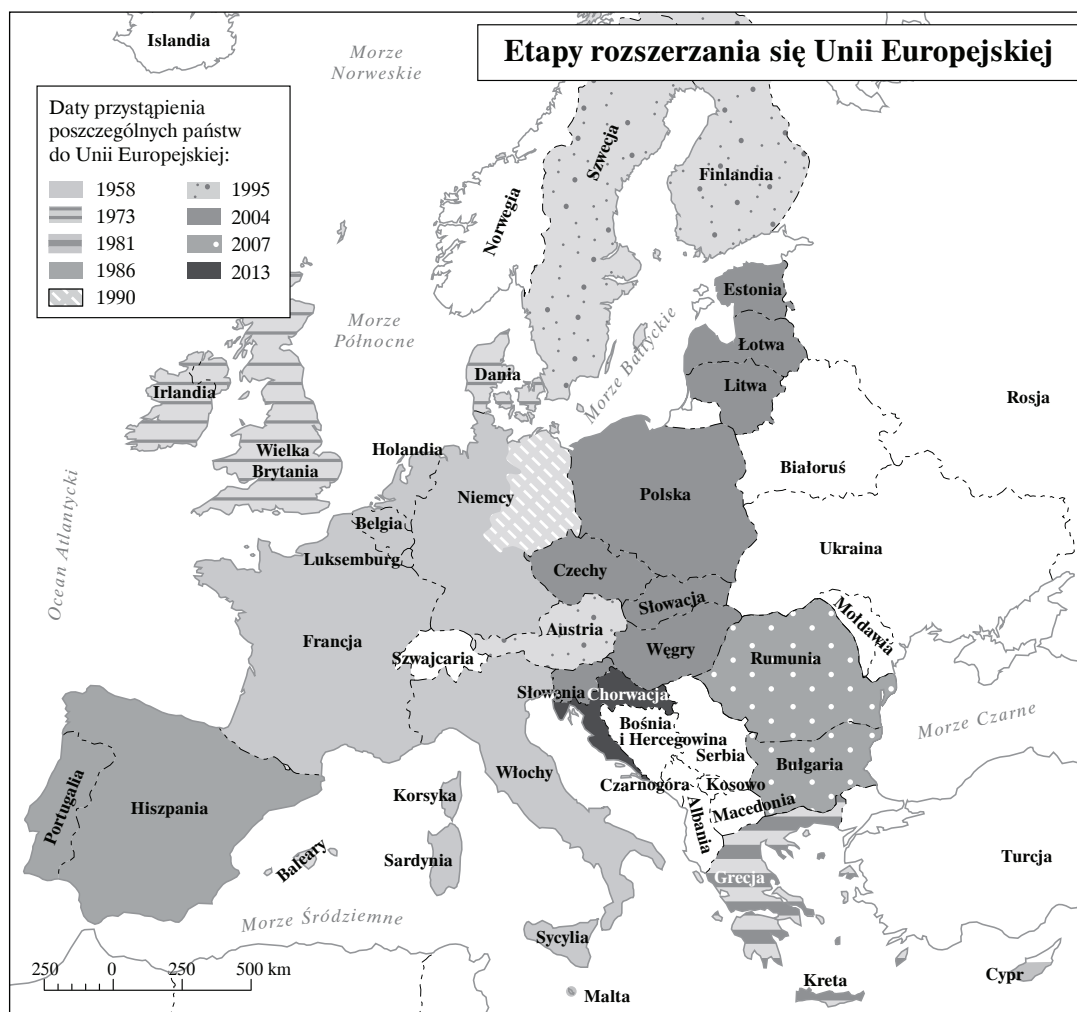 Islandia
Morze
Norweskie
Etapy rozszerzania się Unii Europejskiej
Daty przystąpienia
poszczególnych państw
do Unii Europejskiej:
1958
1973
1981
1986
1990
1995
2004
2007
2013
Szwecja
Finlandia
Norwegia
Estonia
Morze
Północne
Morze Bałtyckie
Łotwa
Dania
Litwa
Irlandia
Rosja
Wielka
Brytania
Holandia
Białoruś
Niemcy
Polska
Ocean Atlantycki
Belgia
Ukraina
Luksemburg
Czechy
Słowacja
Mołdawia
Francja
Austria
Węgry
Rumunia
Szwajcaria
Słowenia
Chorwacja
Morze Czarne
Bośnia
i Hercegowina
Serbia
Włochy
Bułgaria
Czarnogóra
Kosowo
Korsyka
Macedonia
Portugalia
Hiszpania
Albania
Baleary
Sardynia
Turcja
Grecja
Morze Śródziemne
Sycylia
250 0 250 500 km
Kreta
Cypr
Malta